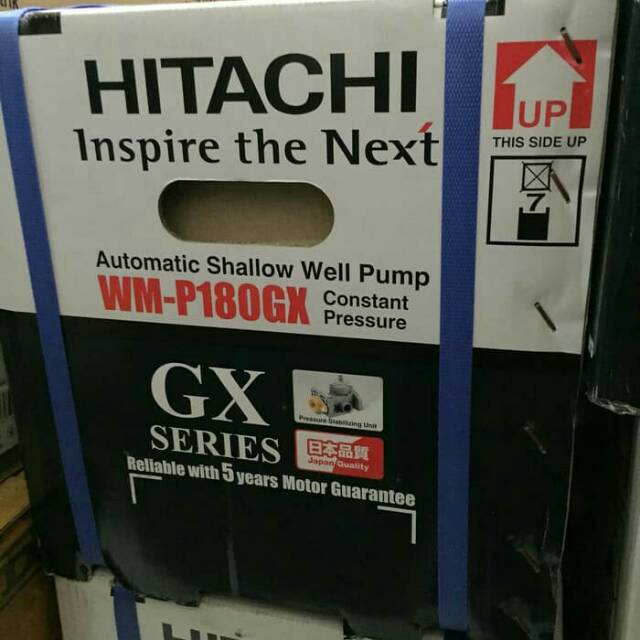 HITACHI
Inspire the Next
UP
THIS SIDE UP
7
Automatic Shallow Well Pump
WM-P180GX Constant
Pressure
GX
SERIES
Pressure Stabilizing Unit
日本品質
Japan Quality
Reliable with 5 years Motor Guarantee